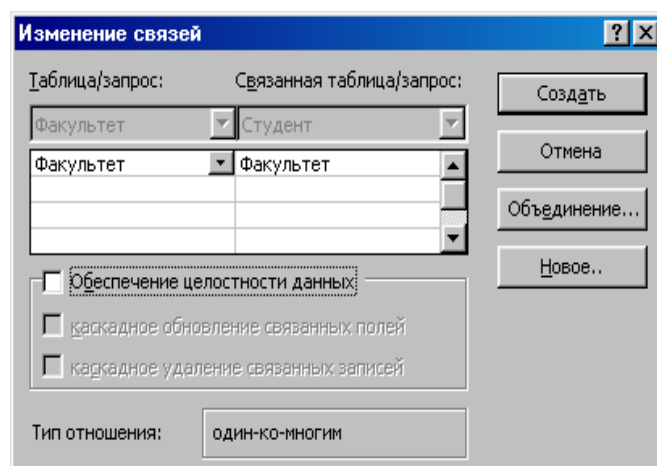 Изменение связей
Таблица/запрос: Связанная таблица/запрос:
Создать
Факультет Студент
Отмена
Факультет Факультет
Объединение...
Новое..
Обеспечение целостности данных
каскадное обновление связанных полей
каскадное удаление связанных записей
Тип отношения: один-ко-многим